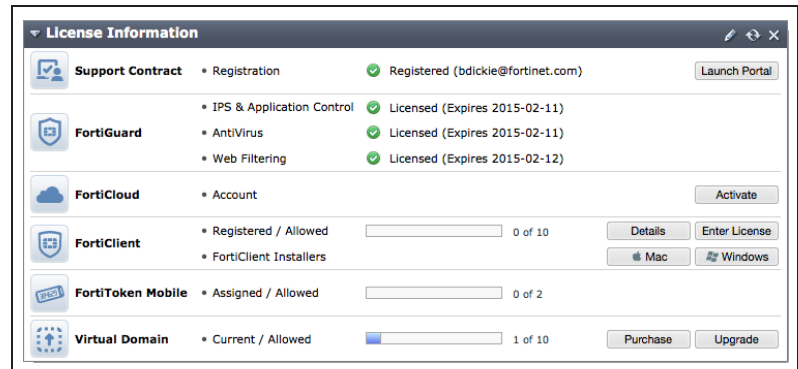 License Information
Support Contract • Registration Registered (bdickie@fortinet.com) Launch Portal
• IPS & Application Control Licensed (Expires 2015-02-11)
FortiGuard • AntiVirus Licensed (Expires 2015-02-11)
• Web Filtering Licensed (Expires 2015-02-12)
FortiCloud • Account Activate
FortiClient • Registered / Allowed 0 of 10 Details Enter License
• FortiClient Installers Mac Windows
FortiToken Mobile • Assigned / Allowed 0 of 2
Virtual Domain • Current / Allowed 1 of 10 Purchase Upgrade